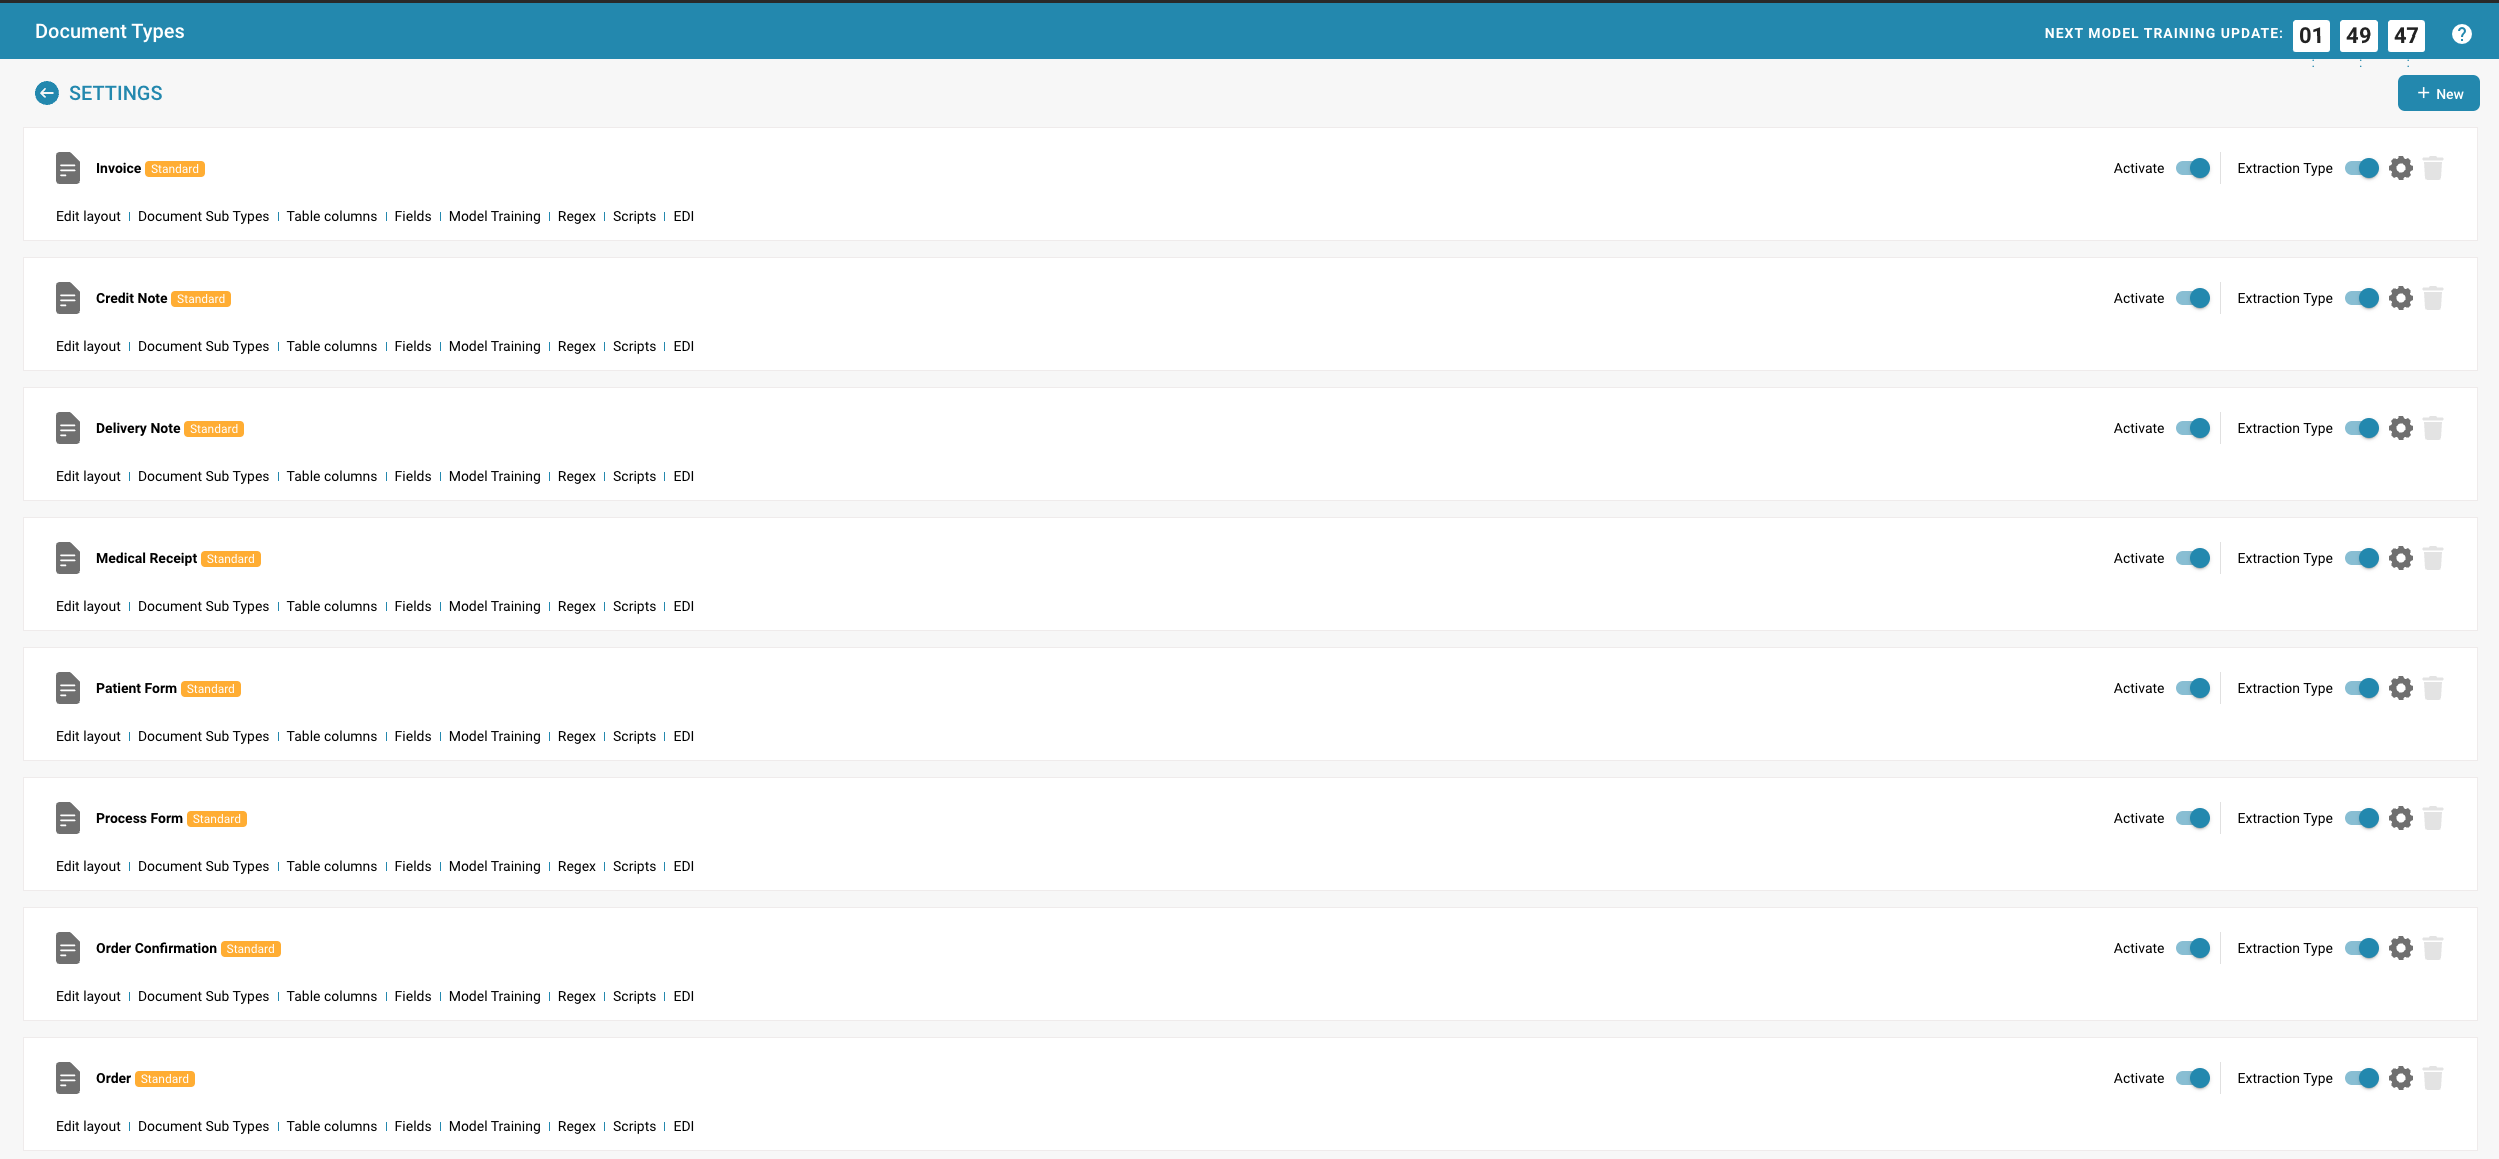 Document Types
NEXT MODEL TRAINING UPDATE: 01 49 47 ?
SETTINGS
+ New
Invoice Standard Activate Extraction Type
Edit layout | Document Sub Types | Table columns | Fields | Model Training | Regex | Scripts | EDI
Credit Note Standard Activate Extraction Type
Edit layout | Document Sub Types | Table columns | Fields | Model Training | Regex | Scripts | EDI
Delivery Note Standard Activate Extraction Type
Edit layout | Document Sub Types | Table columns | Fields | Model Training | Regex | Scripts | EDI
Medical Receipt Standard Activate Extraction Type
Edit layout | Document Sub Types | Table columns | Fields | Model Training | Regex | Scripts | EDI
Patient Form Standard Activate Extraction Type
Edit layout | Document Sub Types | Table columns | Fields | Model Training | Regex | Scripts | EDI
Process Form Standard Activate Extraction Type
Edit layout | Document Sub Types | Table columns | Fields | Model Training | Regex | Scripts | EDI
Order Confirmation Standard Activate Extraction Type
Edit layout | Document Sub Types | Table columns | Fields | Model Training | Regex | Scripts | EDI
Order Standard Activate Extraction Type
Edit layout | Document Sub Types | Table columns | Fields | Model Training | Regex | Scripts | EDI